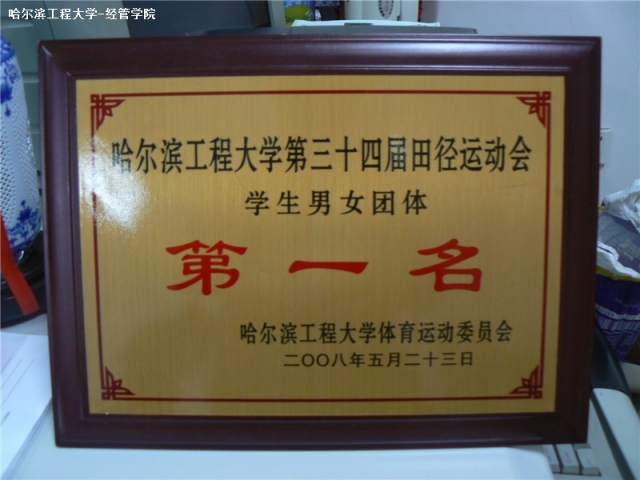 哈尔滨工程大学-经管学院
哈尔滨工程大学第三十四届田径运动会
学生男女团体
第一名
哈尔滨工程大学体育运动委员会
二〇〇八年五月二十三日